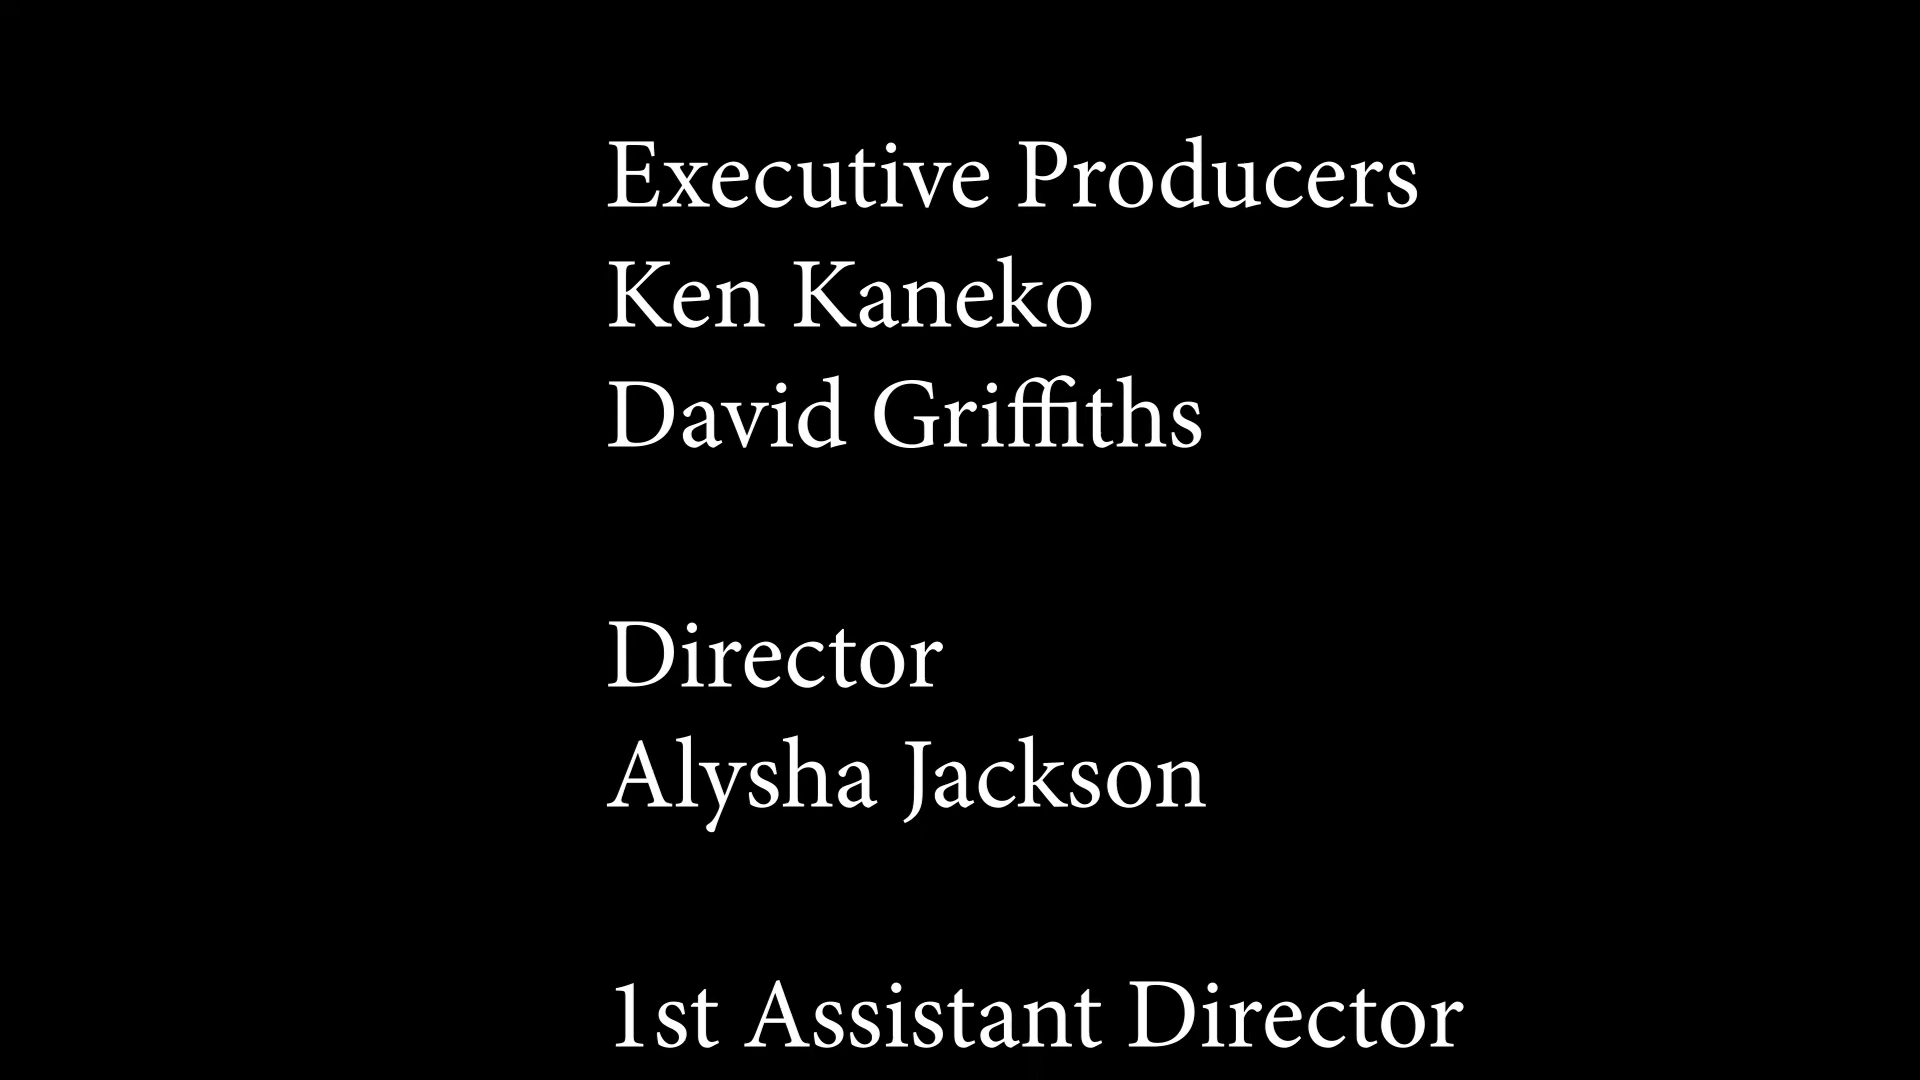 Executive Producers
Ken Kaneko
David Griffiths
Director
Alysha Jackson
1st Assistant Director